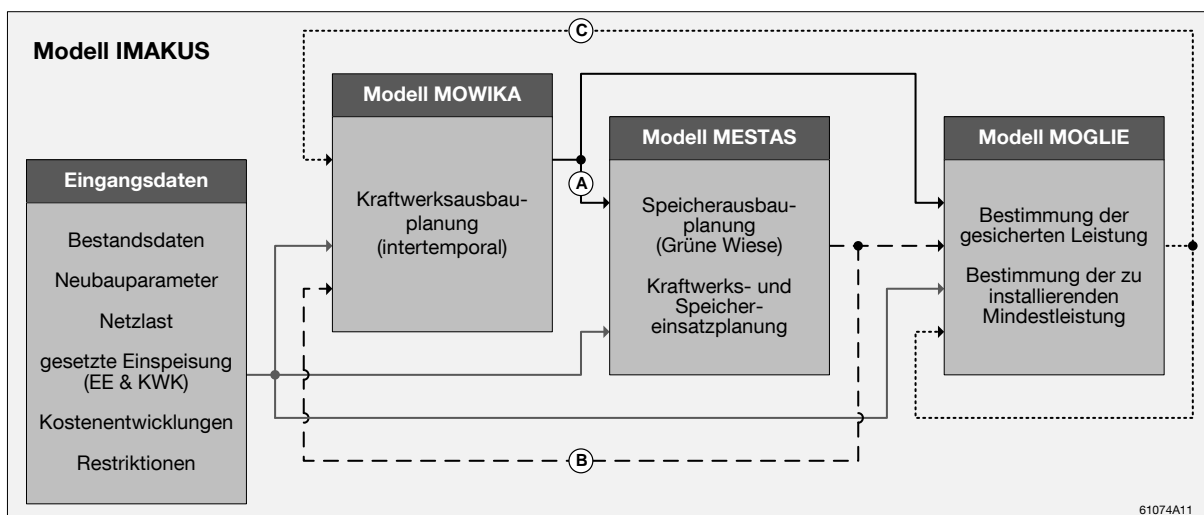 Modell IMAKUS
C
Modell MOWIKA
Kraftwerksausbau-
planung
(intertemporal)
A
Modell MESTAS
Speicherausbau-
planung
(Grüne Wiese)
Kraftwerks- und
Speicher-
einsatzplanung
Modell MOGLIE
Bestimmung der
gesicherten Leistung
Bestimmung der zu
installierenden
Mindestleistung
Eingangsdaten
Bestandsdaten
Neubauparameter
Netzlast
gesetzte Einspeisung
(EE & KWK)
Kostenentwicklungen
Restriktionen
B
61074A11